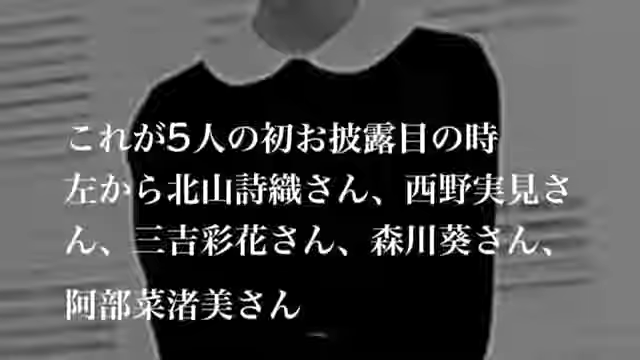 これが5人の初お披露目の時
左から北山詩織さん、西野実見さ
ん、三吉彩花さん、森川葵さん、
阿部菜渚美さん